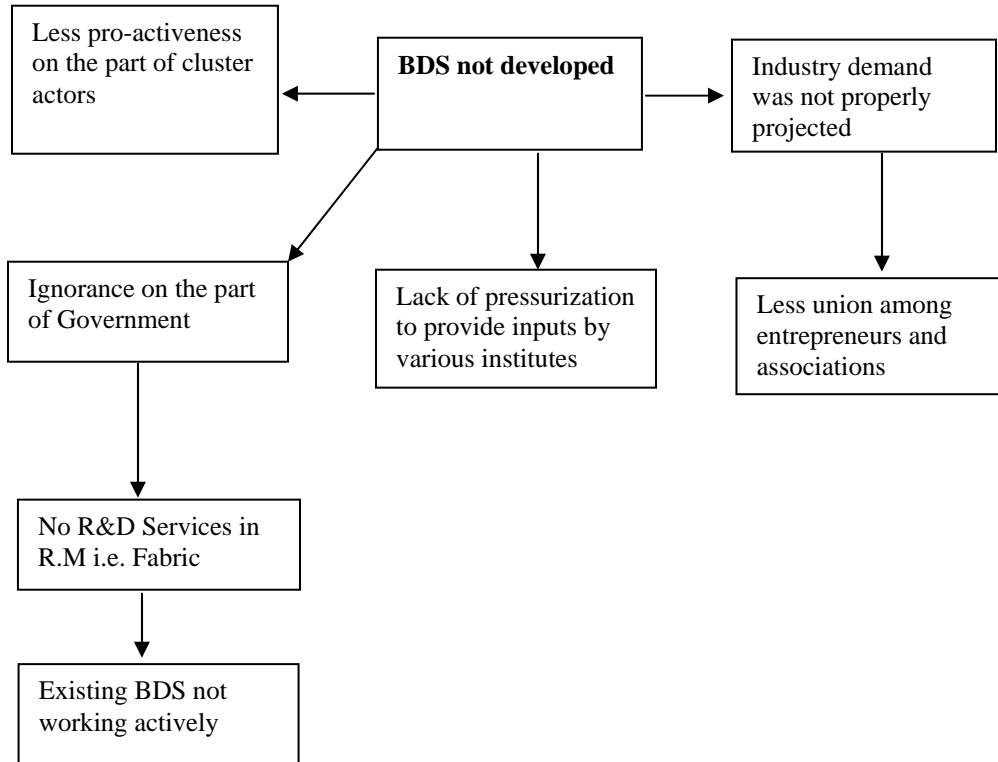 Less pro-activeness
on the part of cluster
actors
BDS not developed
Industry demand
was not properly
projected
Ignorance on the part
of Government
Lack of pressurization
to provide inputs by
various institutes
Less union among
entrepreneurs and
associations
No R&D Services in
R.M i.e. Fabric
Existing BDS not
working actively